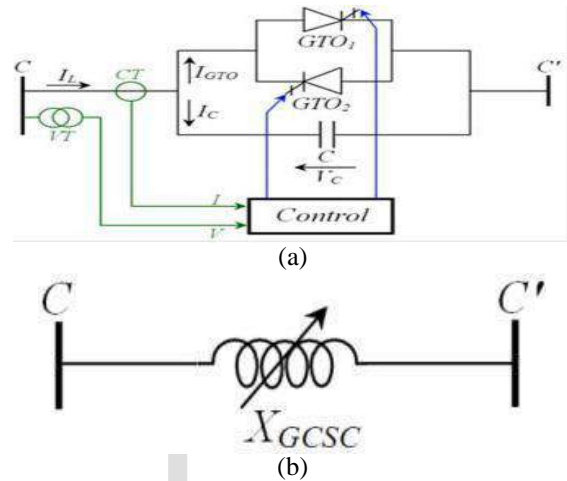 GTO₁
C I_L CT I_GTO C'
GTO₂
I_C
VT C
V_C
I
Control
V
(a)
C C'
X_GCSC
(b)